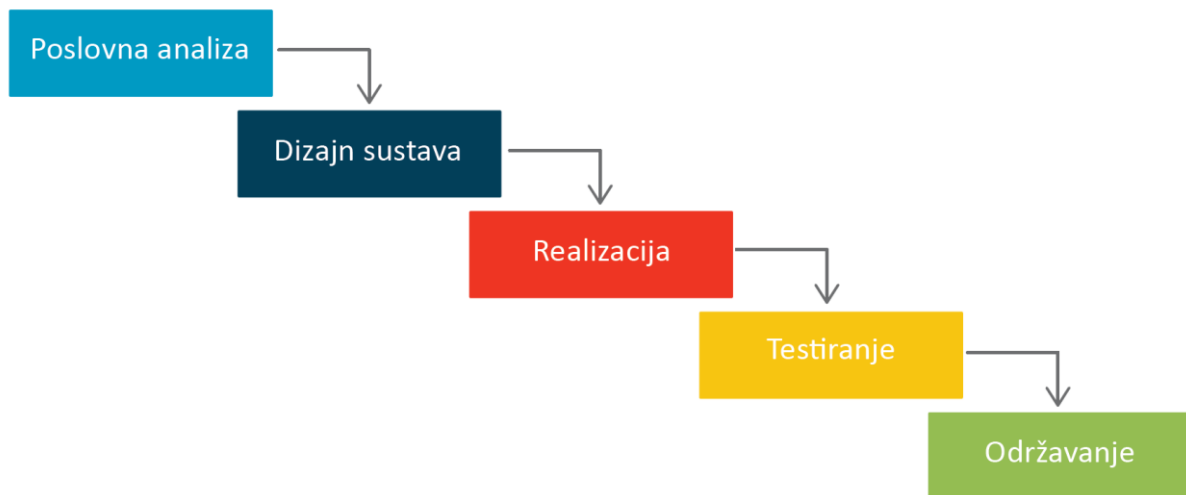 Poslovna analiza
Dizajn sustava
Realizacija
Testiranje
Održavanje